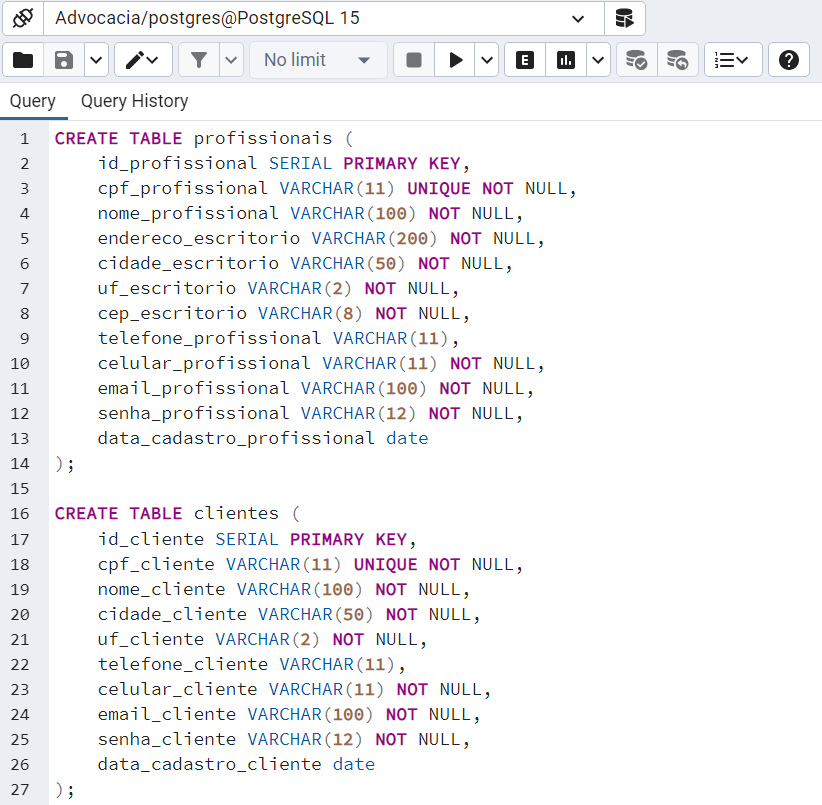 Advocacia/postgres@PostgreSQL 15
No limit
E
Query Query History
1 CREATE TABLE profissionais (
2 id_profissional SERIAL PRIMARY KEY,
3 cpf_profissional VARCHAR(11) UNIQUE NOT NULL,
4 nome_profissional VARCHAR(100) NOT NULL,
5 endereco_escritorio VARCHAR(200) NOT NULL,
6 cidade_escritorio VARCHAR(50) NOT NULL,
7 uf_escritorio VARCHAR(2) NOT NULL,
8 cep_escritorio VARCHAR(8) NOT NULL,
9 telefone_profissional VARCHAR(11),
10 celular_profissional VARCHAR(11) NOT NULL,
11 email_profissional VARCHAR(100) NOT NULL,
12 senha_profissional VARCHAR(12) NOT NULL,
13 data_cadastro_profissional date
14 );
15
16 CREATE TABLE clientes (
17 id_cliente SERIAL PRIMARY KEY,
18 cpf_cliente VARCHAR(11) UNIQUE NOT NULL,
19 nome_cliente VARCHAR(100) NOT NULL,
20 cidade_cliente VARCHAR(50) NOT NULL,
21 uf_cliente VARCHAR(2) NOT NULL,
22 telefone_cliente VARCHAR(11),
23 celular_cliente VARCHAR(11) NOT NULL,
24 email_cliente VARCHAR(100) NOT NULL,
25 senha_cliente VARCHAR(12) NOT NULL,
26 data_cadastro_cliente date
27 );